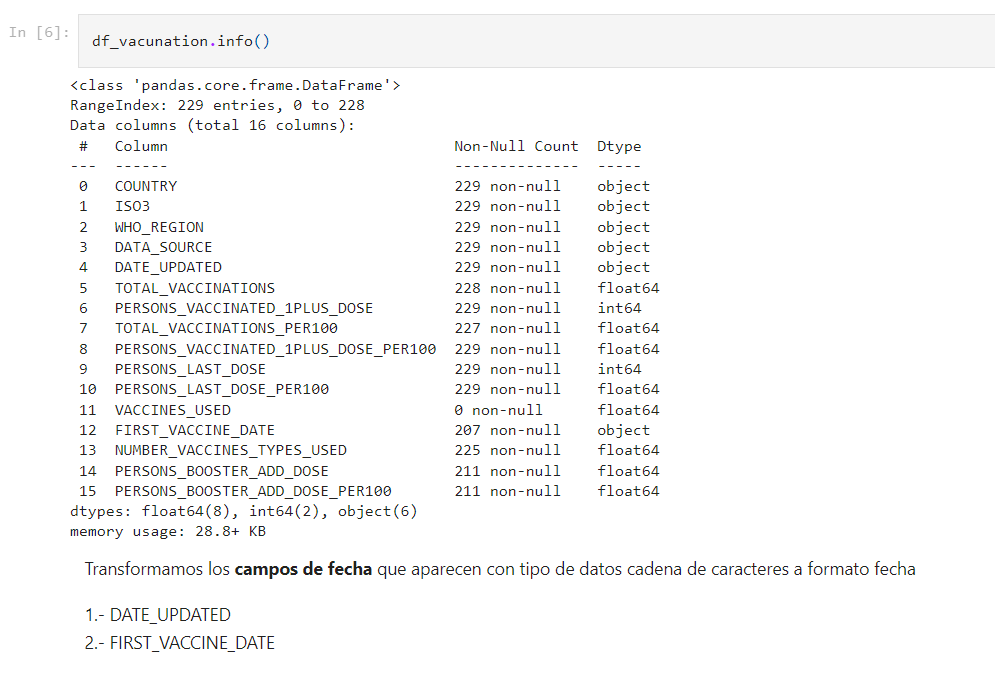 In [6]:
df_vacunation.info()
<class 'pandas.core.frame.DataFrame'>
RangeIndex: 229 entries, 0 to 228
Data columns (total 16 columns):
 #   Column                               Non-Null Count  Dtype
---  ------                               --------------  -----
 0   COUNTRY                              229 non-null    object
 1   ISO3                                 229 non-null    object
 2   WHO_REGION                           229 non-null    object
 3   DATA_SOURCE                          229 non-null    object
 4   DATE_UPDATED                         229 non-null    object
 5   TOTAL_VACCINATIONS                   228 non-null    float64
 6   PERSONS_VACCINATED_1PLUS_DOSE        229 non-null    int64
 7   TOTAL_VACCINATIONS_PER100            227 non-null    float64
 8   PERSONS_VACCINATED_1PLUS_DOSE_PER100 229 non-null    float64
 9   PERSONS_LAST_DOSE                    229 non-null    int64
 10  PERSONS_LAST_DOSE_PER100             229 non-null    float64
 11  VACCINES_USED                        0 non-null      float64
 12  FIRST_VACCINE_DATE                   207 non-null    object
 13  NUMBER_VACCINES_TYPES_USED           225 non-null    float64
 14  PERSONS_BOOSTER_ADD_DOSE             211 non-null    float64
 15  PERSONS_BOOSTER_ADD_DOSE_PER100      211 non-null    float64
dtypes: float64(8), int64(2), object(6)
memory usage: 28.8+ KB
Transformamos los campos de fecha que aparecen con tipo de datos cadena de caracteres a formato fecha
1.- DATE_UPDATED
2.- FIRST_VACCINE_DATE